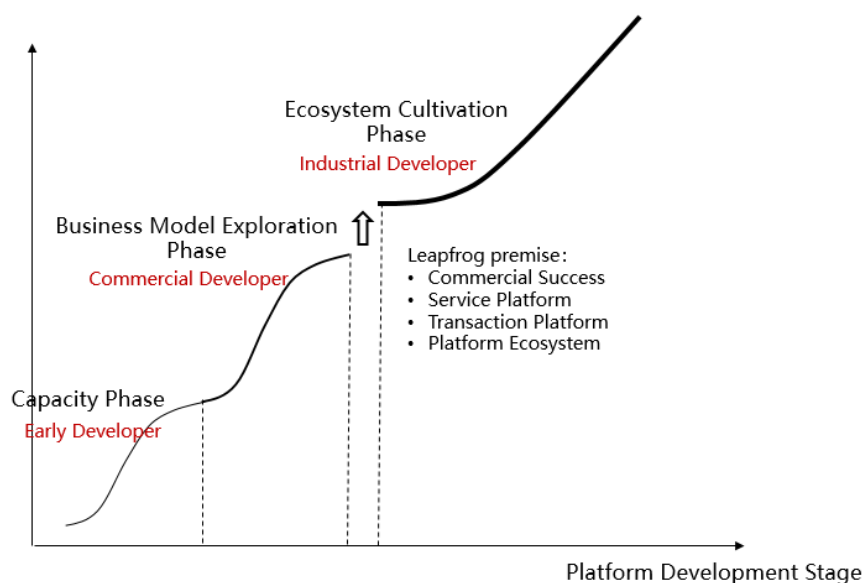 Ecosystem Cultivation
Phase
Industrial Developer
Business Model Exploration
Phase
Commercial Developer
Leapfrog premise:
• Commercial Success
• Service Platform
• Transaction Platform
• Platform Ecosystem
Capacity Phase
Early Developer
Platform Development Stage